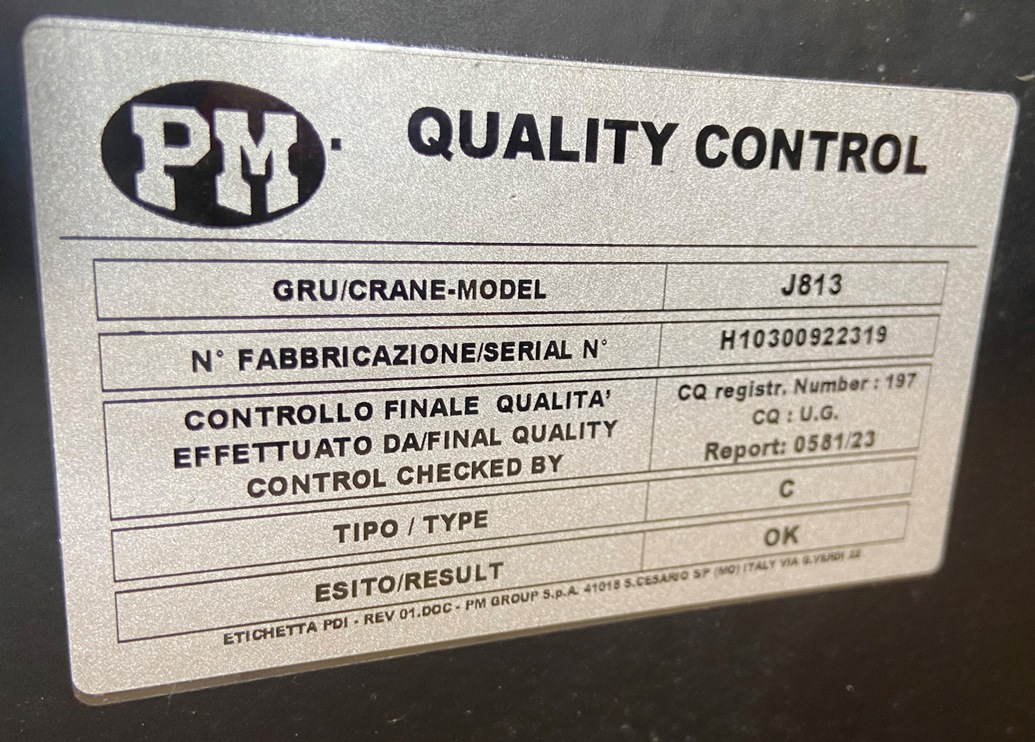 PM
QUALITY CONTROL
GRU/CRANE-MODEL
J813
N° FABBRICAZIONE/SERIAL N°
H10300922319
CONTROLLO FINALE QUALITA'
EFFETTUATO DA/FINAL QUALITY
CONTROL CHECKED BY
CQ registr. Number : 197
CQ : U.G.
Report: 0581/23
TIPO / TYPE
C
ESITO/RESULT
OK
ETICHETTA PDI - REV 01.DOC - PM GROUP S.p.A. 41018 S.CESARIO SP (MO) ITALY VIA G.VERDI 22